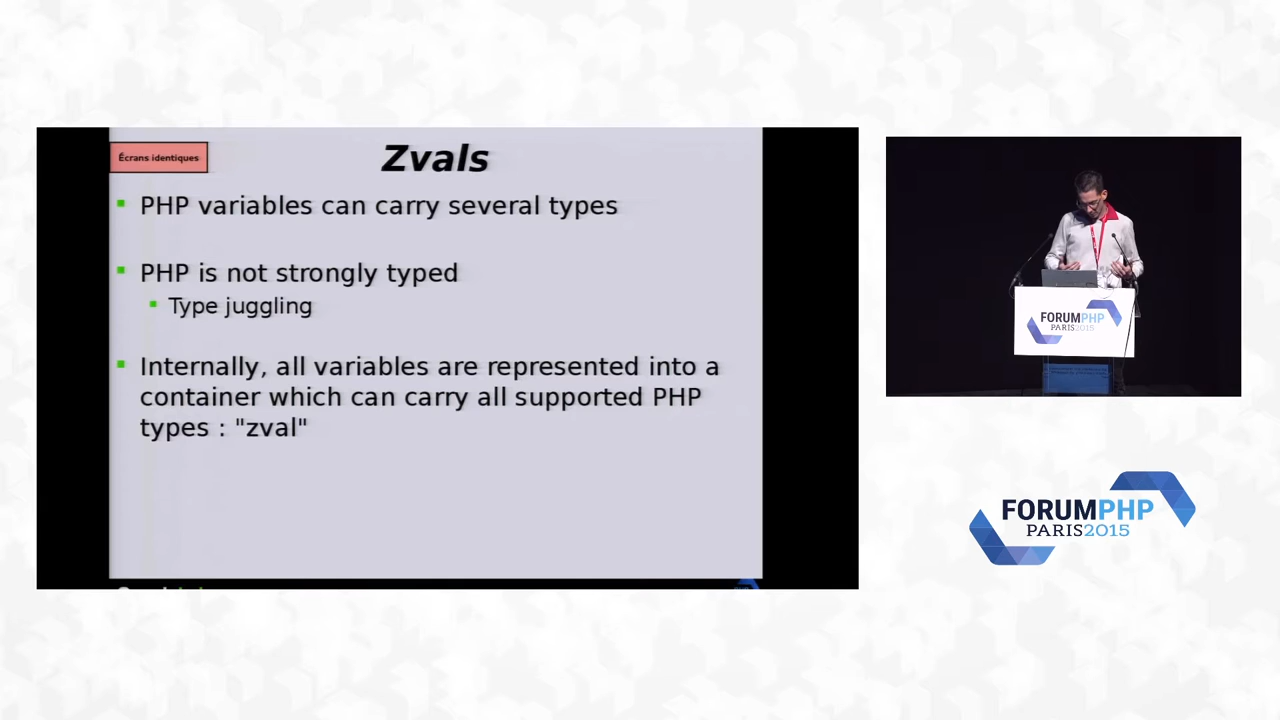 Écrans identiques
Zvals
PHP variables can carry several types
PHP is not strongly typed
Type juggling
Internally, all variables are represented into a
container which can carry all supported PHP
types : "zval"
FORUMPHP
PARIS2015
FORUMPHP
PARIS2015